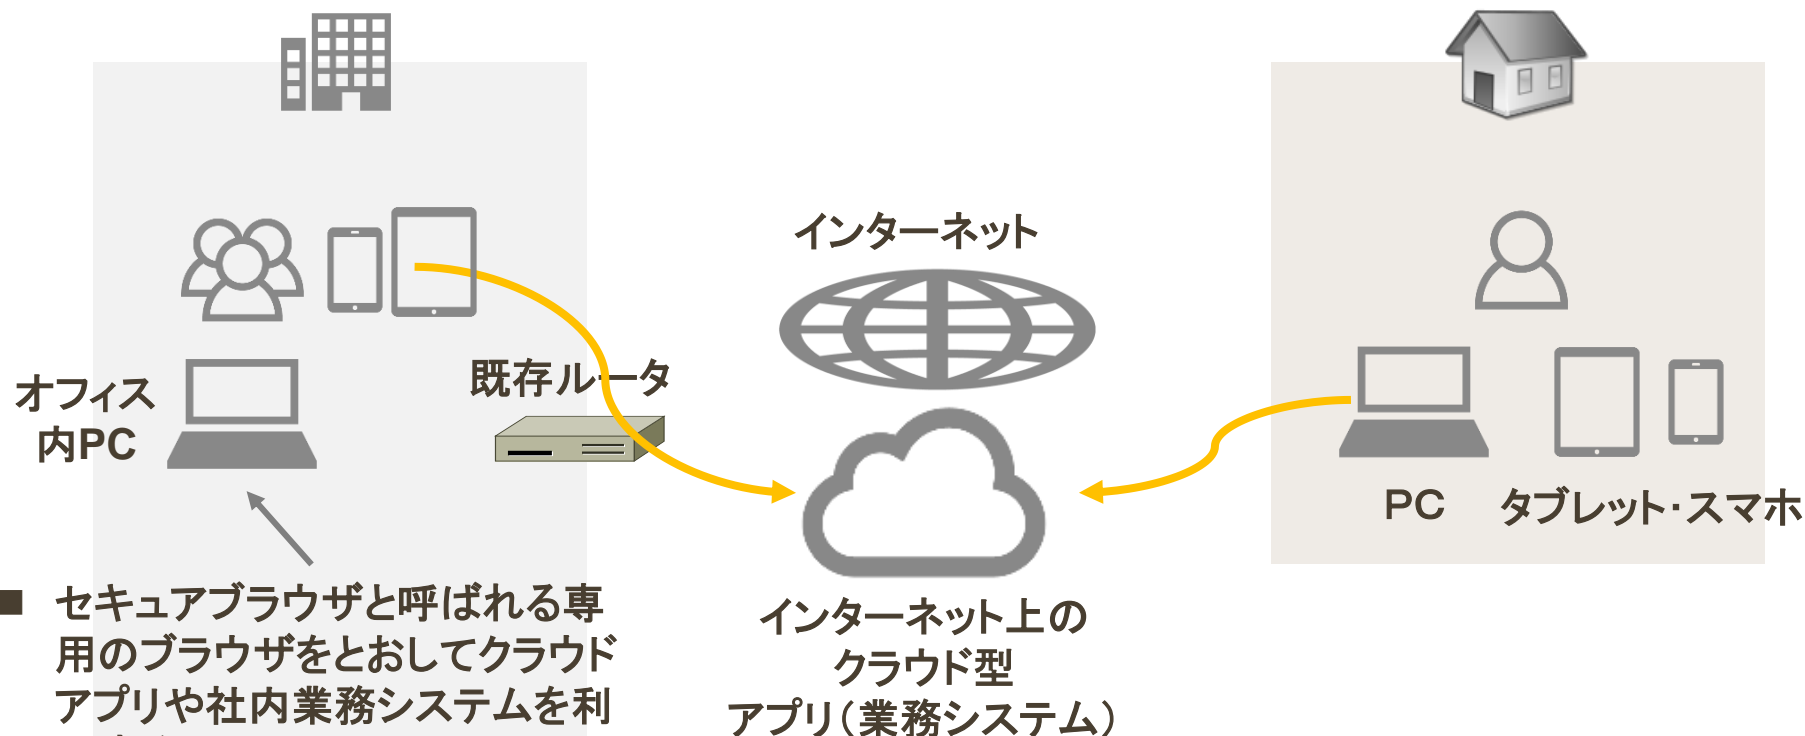 インターネット
既存ルータ
オフィス
内PC
PC
タブレット・スマホ
■ セキュアブラウザと呼ばれる専
用のブラウザをとおしてクラウド
アプリや社内業務システムを利
インターネット上の
クラウド型
アプリ（業務システム）